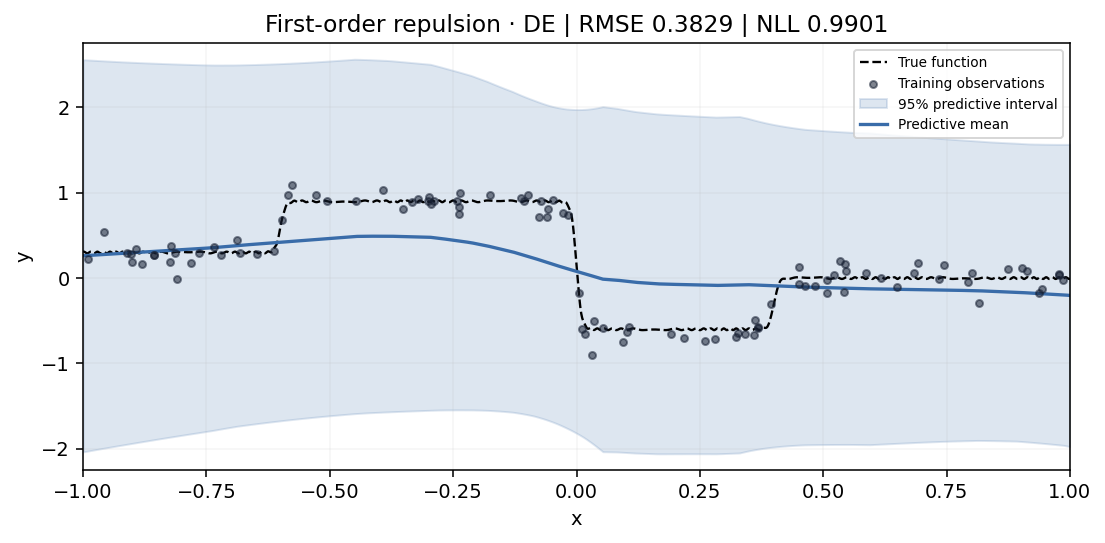 First-order repulsion · DE | RMSE 0.3829 | NLL 0.9901
True function
Training observations
95% predictive interval
Predictive mean
y
2
1
0
−1
−2
−1.00 −0.75 −0.50 −0.25 0.00 0.25 0.50 0.75 1.00
x